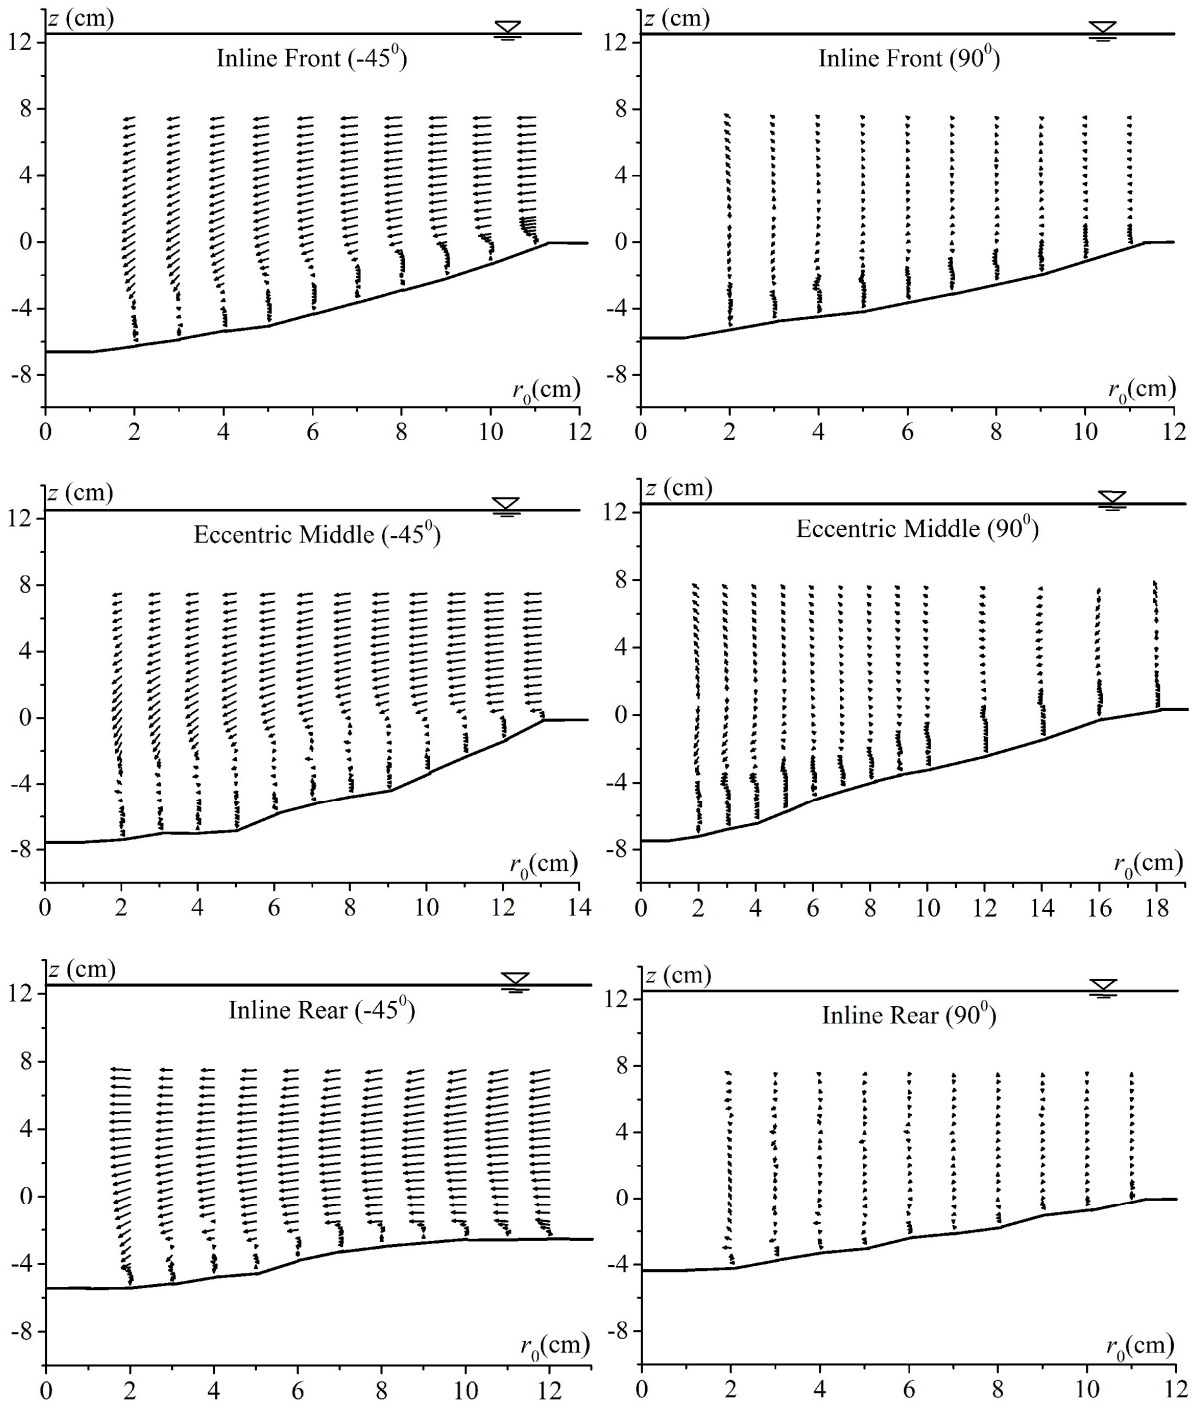 z (cm)
12
Inline Front (-45⁰)
8
4
0
-4
-8
r₀(cm)
0 2 4 6 8 10 12
z (cm)
12
Inline Front (90⁰)
8
4
0
-4
-8
r₀(cm)
0 2 4 6 8 10 12
z (cm)
12
Eccentric Middle (-45⁰)
8
4
0
-4
-8
r₀(cm)
0 2 4 6 8 10 12 14
z (cm)
12
Eccentric Middle (90⁰)
8
4
0
-4
-8
r₀(cm)
0 2 4 6 8 10 12 14 16 18
z (cm)
12
Inline Rear (-45⁰)
8
4
0
-4
-8
r₀(cm)
0 2 4 6 8 10 12
z (cm)
12
Inline Rear (90⁰)
8
4
0
-4
-8
r₀(cm)
0 2 4 6 8 10 12